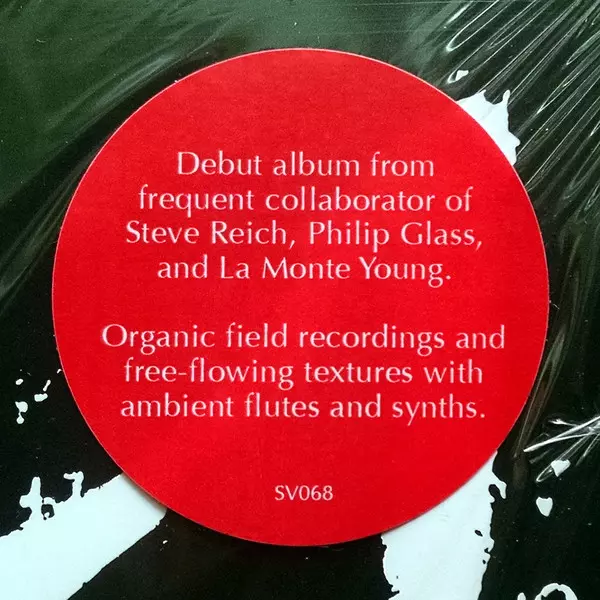 Debut album from
frequent collaborator of
Steve Reich, Philip Glass,
and La Monte Young.
Organic field recordings and
free-flowing textures with
ambient flutes and synths.
SV068